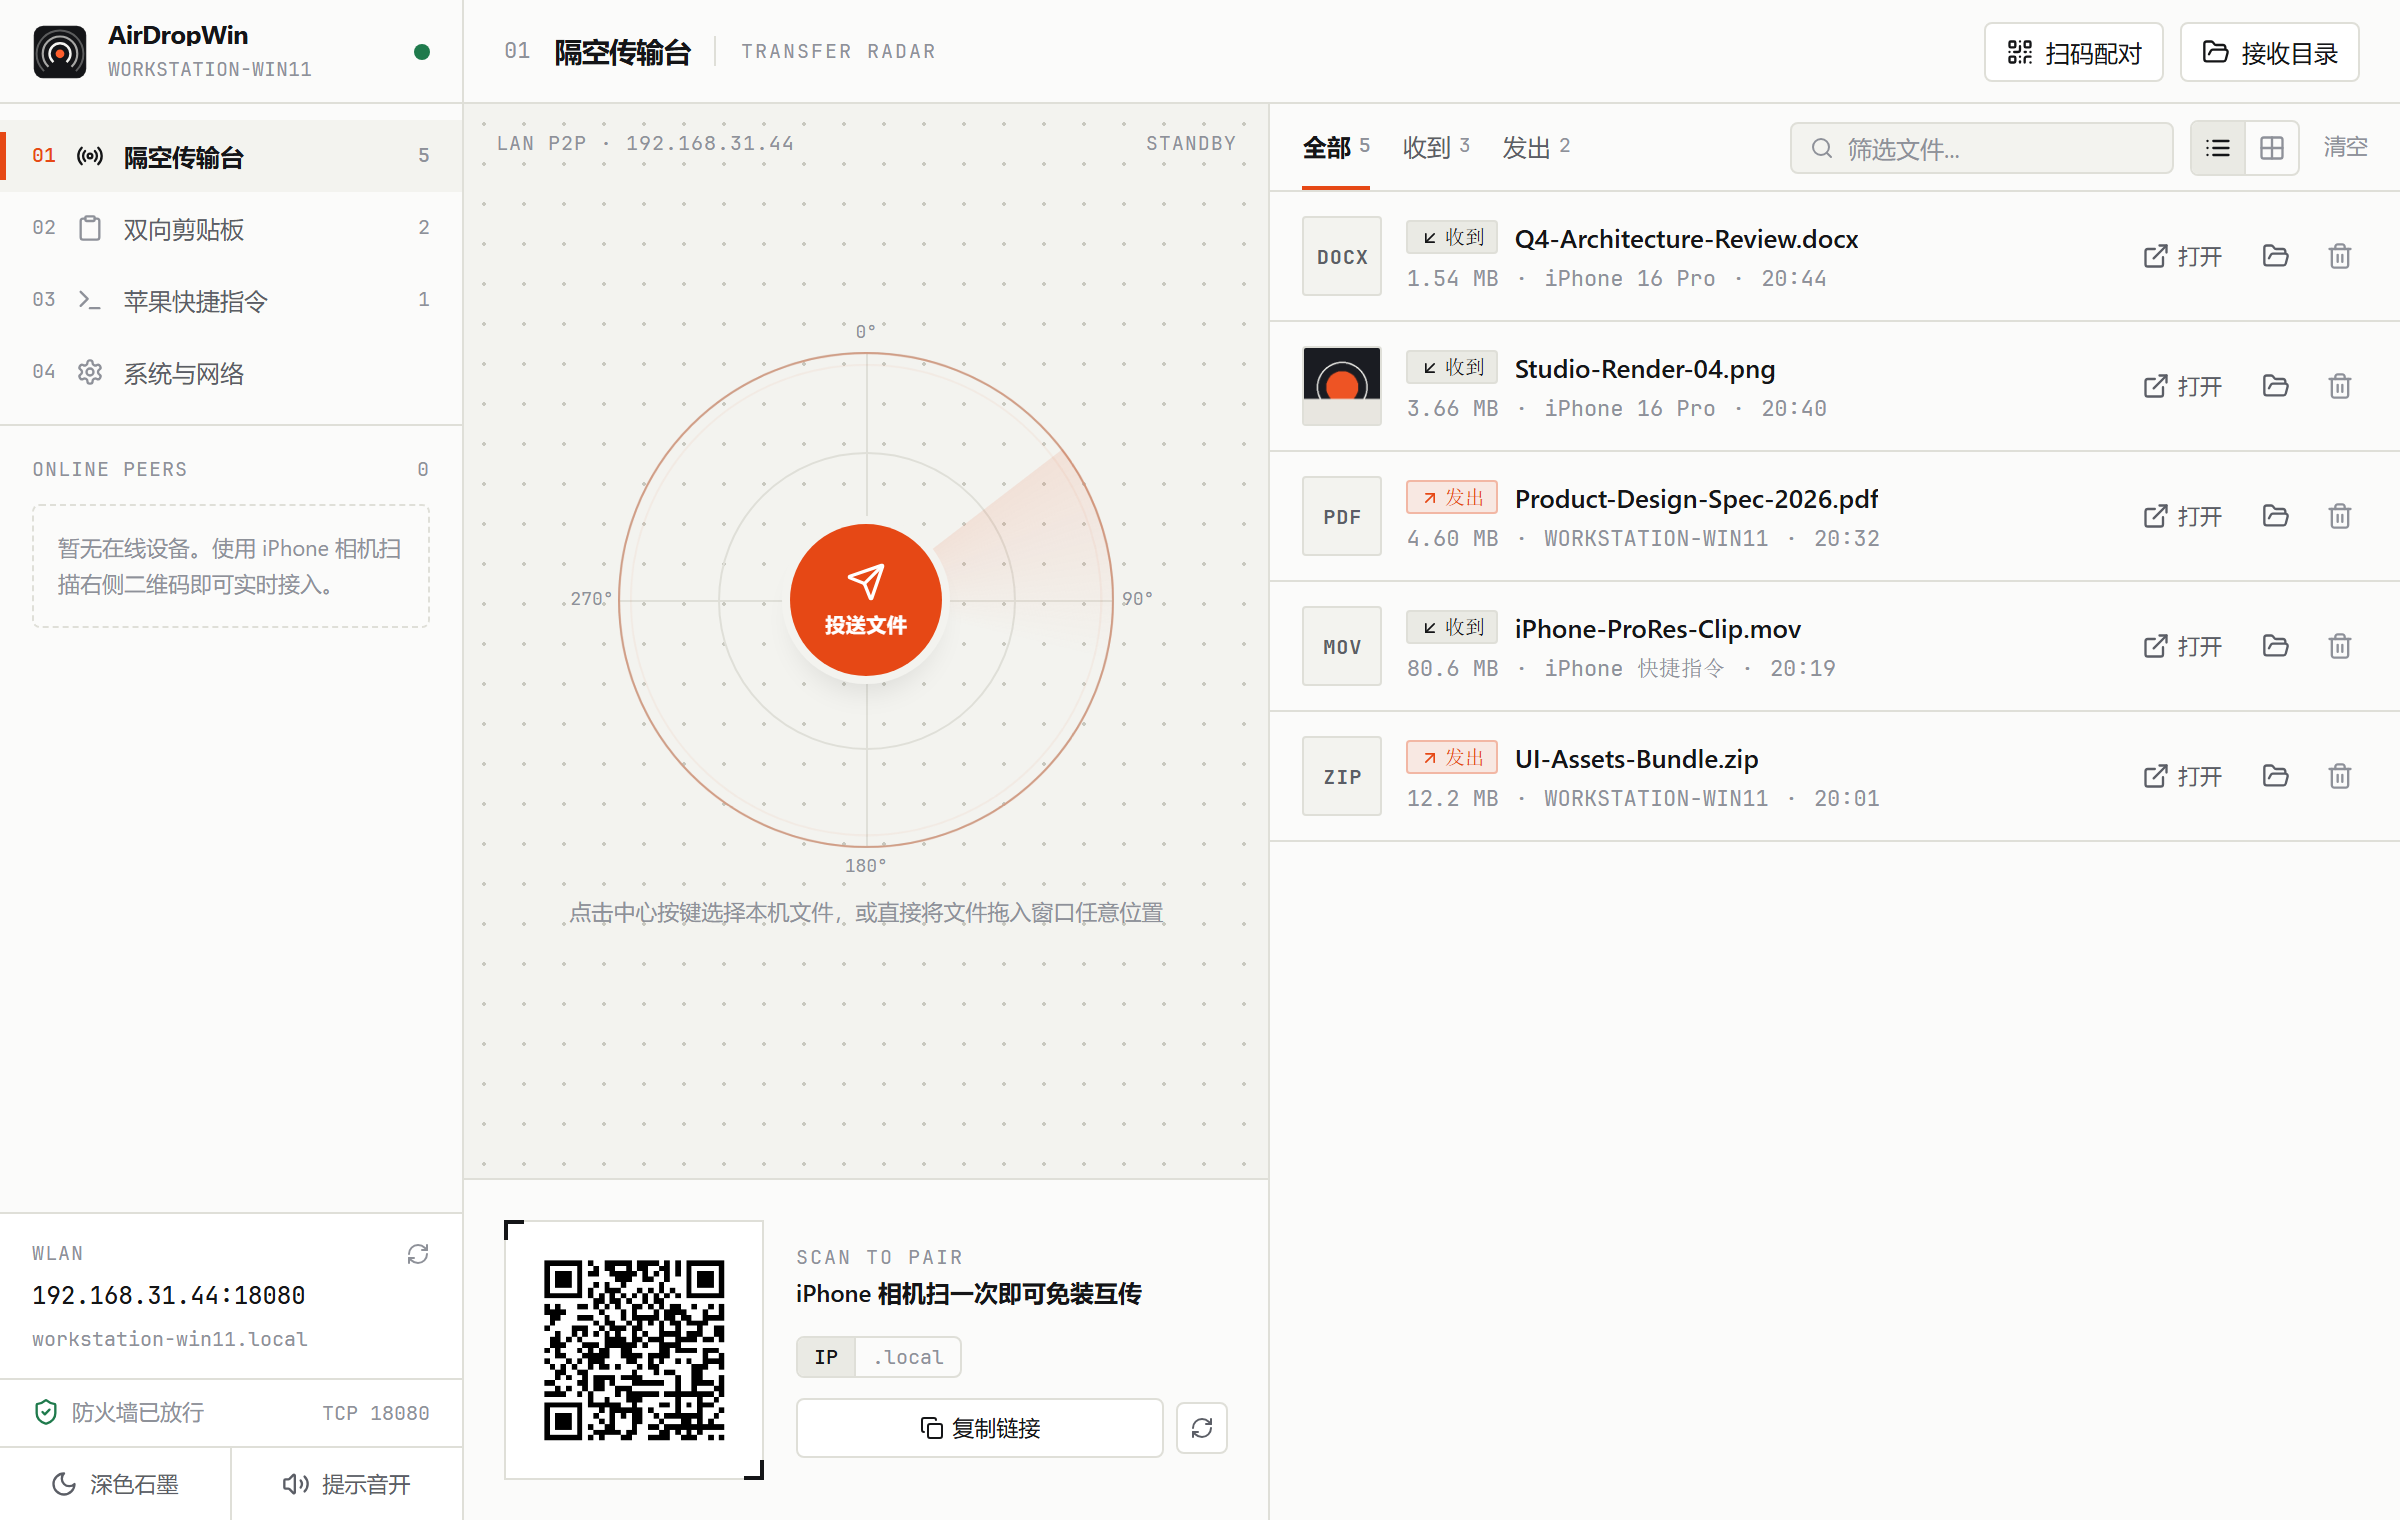 AirDropWin
WORKSTATION-WIN11
01 隔空传输台 5
02 双向剪贴板 2
03 苹果快捷指令 1
04 系统与网络
ONLINE PEERS 0
暂无在线设备。使用 iPhone 相机扫
描右侧二维码即可实时接入。
WLAN
192.168.31.44:18080
workstation-win11.local
防火墙已放行 TCP 18080
深色石墨 提示音开
01 隔空传输台 TRANSFER RADAR
扫码配对 接收目录
LAN P2P · 192.168.31.44 STANDBY
0°
270° 90°
投送文件
180°
点击中心按键选择本机文件，或直接将文件拖入窗口任意位置
SCAN TO PAIR
iPhone 相机扫一次即可免装互传
IP .local
复制链接
全部 5 收到 3 发出 2 筛选文件... 清空
DOCX 收到 Q4-Architecture-Review.docx 打开
1.54 MB · iPhone 16 Pro · 20:44
收到 Studio-Render-04.png 打开
3.66 MB · iPhone 16 Pro · 20:40
PDF 发出 Product-Design-Spec-2026.pdf 打开
4.60 MB · WORKSTATION-WIN11 · 20:32
MOV 收到 iPhone-ProRes-Clip.mov 打开
80.6 MB · iPhone 快捷指令 · 20:19
ZIP 发出 UI-Assets-Bundle.zip 打开
12.2 MB · WORKSTATION-WIN11 · 20:01